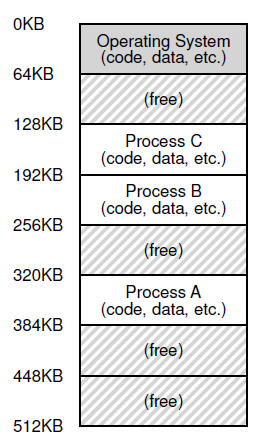 0KB
Operating System
(code, data, etc.)
64KB
(free)
128KB
Process C
(code, data, etc.)
192KB
Process B
(code, data, etc.)
256KB
(free)
320KB
Process A
(code, data, etc.)
384KB
(free)
448KB
(free)
512KB